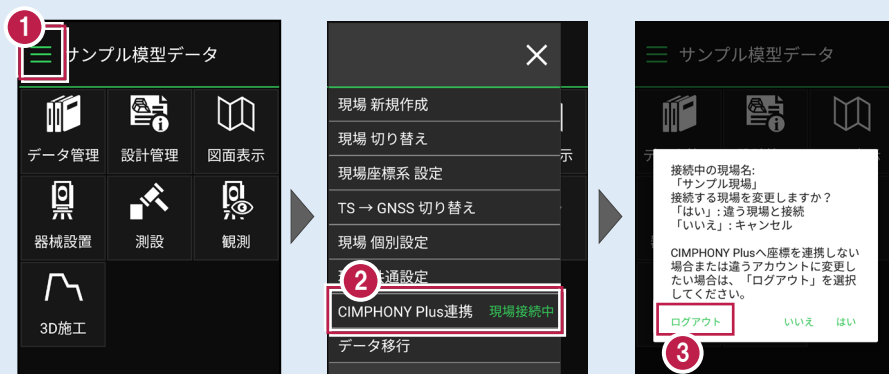 1
サンプル模型データ
データ管理
設計管理
図面表示
器械設置
測設
観測
3D施工
現場 新規作成
現場 切り替え
現場座標系 設定
TS → GNSS 切り替え
現場 個別設定
共通設定
2
CIMPHONY Plus連携 現場接続中
データ移行
示
サンプル模型データ
接続中の現場名:
「サンプル現場」
接続する現場を変更しますか？
「はい」: 違う現場と接続
「いいえ」: キャンセル
CIMPHONY Plusへ座標を連携しない
場合または違うアカウントに変更し
たい場合は、「ログアウト」を選択
してください。
ログアウト いいえ はい
3